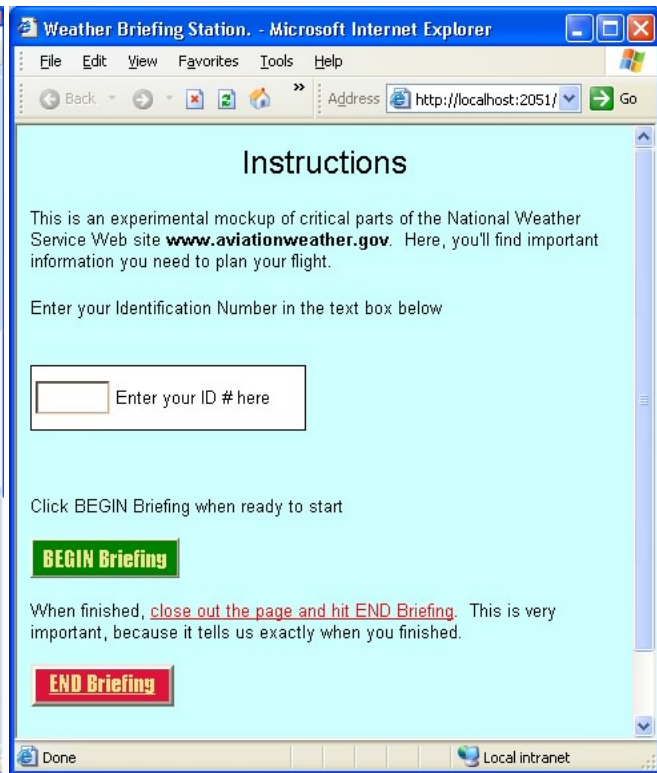 Weather Briefing Station. - Microsoft Internet Explorer
File Edit View Favorites Tools Help
Back » Address http://localhost:2051/ Go
Instructions
This is an experimental mockup of critical parts of the National Weather
Service Web site www.aviationweather.gov. Here, you'll find important
information you need to plan your flight.
Enter your Identification Number in the text box below
Enter your ID # here
Click BEGIN Briefing when ready to start
BEGIN Briefing
When finished, close out the page and hit END Briefing. This is very
important, because it tells us exactly when you finished.
END Briefing
Done Local intranet